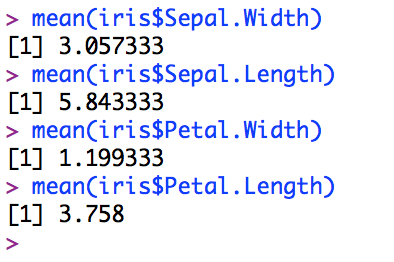 > mean(iris$Sepal.Width)
[1] 3.057333
> mean(iris$Sepal.Length)
[1] 5.843333
> mean(iris$Petal.Width)
[1] 1.199333
> mean(iris$Petal.Length)
[1] 3.758
>